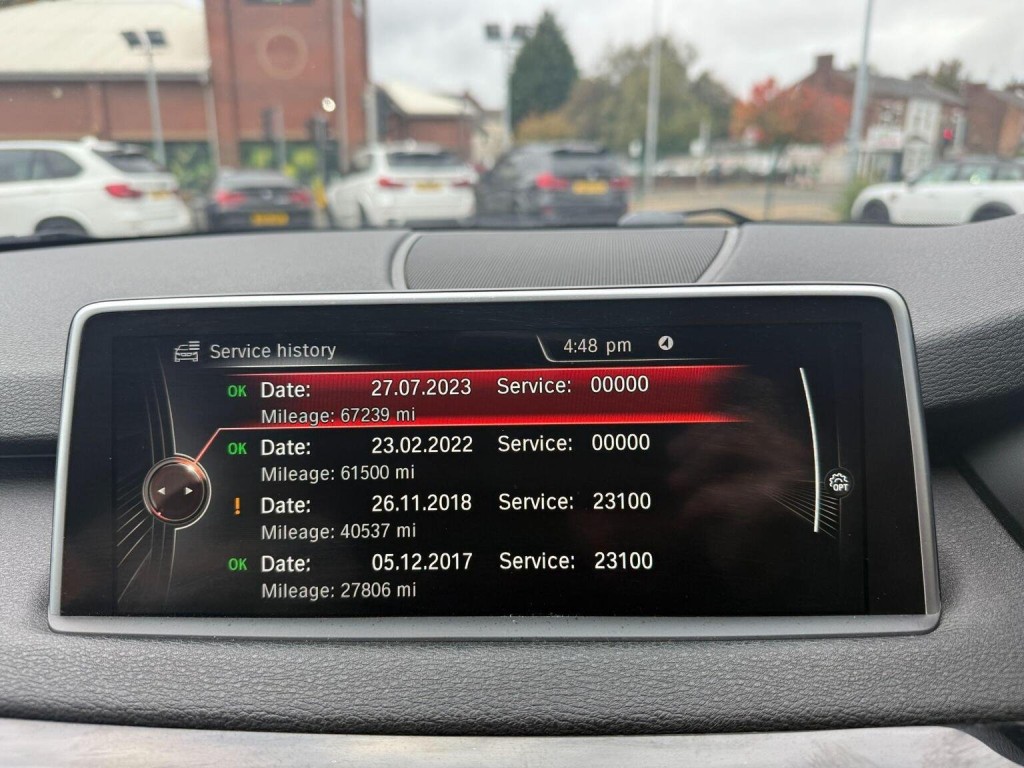 Service history
4:48 pm
OK Date: 27.07.2023 Service: 00000
Mileage: 67239 mi
OK Date: 23.02.2022 Service: 00000
Mileage: 61500 mi
! Date: 26.11.2018 Service: 23100
Mileage: 40537 mi
OPT
OK Date: 05.12.2017 Service: 23100
Mileage: 27806 mi